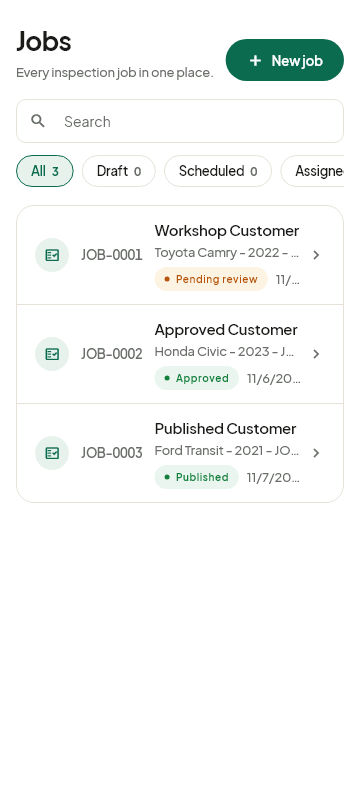 Jobs
Every inspection job in one place.
New job
Search
All 3
Draft 0
Scheduled 0
Assigne
JOB-0001
Workshop Customer
Toyota Camry – 2022 – ...
Pending review
11/...
JOB-0002
Approved Customer
Honda Civic – 2023 – J...
Approved
11/6/20...
JOB-0003
Published Customer
Ford Transit – 2021 – JO...
Published
11/7/20...